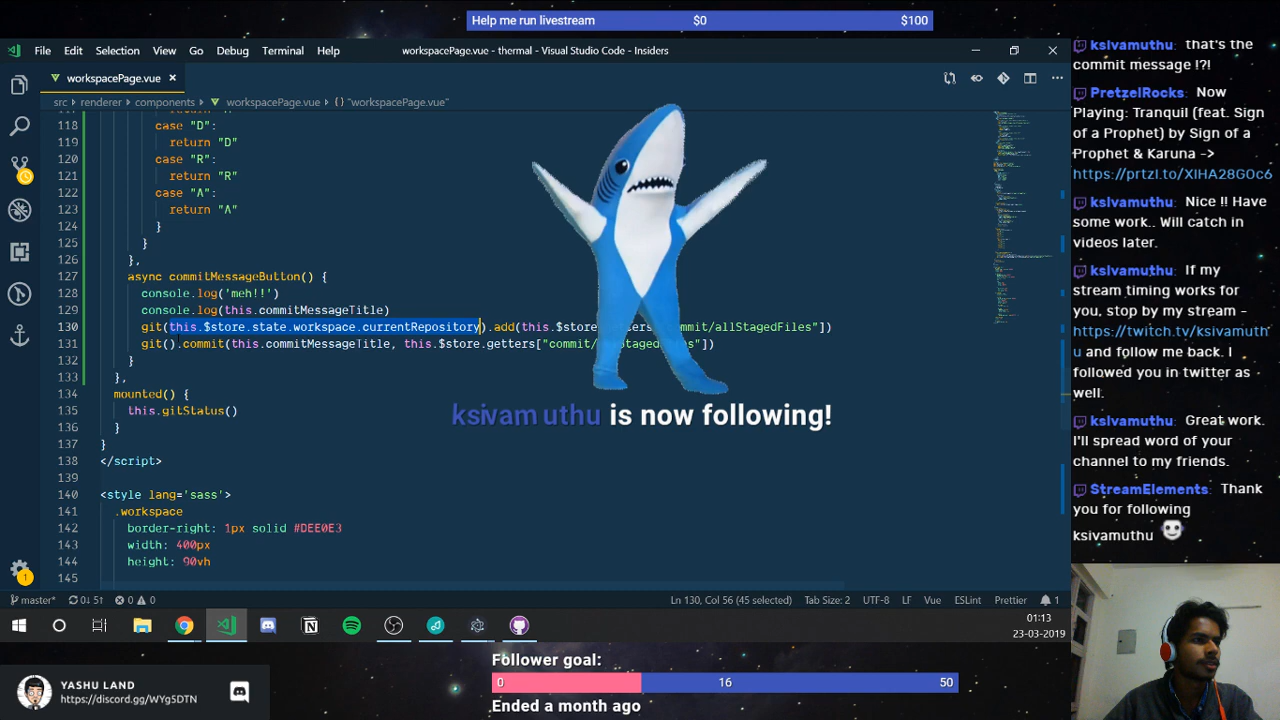 Help me run livestream $0 $100
File Edit Selection View Go Debug Terminal Help
workspacePage.vue - thermal - Visual Studio Code - Insiders
workspacePage.vue
src › renderer › components › workspacePage.vue › {} "workspacePage.vue"
118 case "D":
119 return "D"
120 case "R":
121 return "R"
122 case "A":
123 return "A"
124 }
125 }
126 },
127 async commitMessageButton() {
128 console.log('meh!!')
129 console.log(this.commitMessageTitle)
130 git(this.$store.state.workspace.currentRepository).add(this.$store ommit/allStagedFiles"])
131 git().commit(this.commitMessageTitle, this.$store.getters["commit/ "])
132 }
133 },
134 mounted() {
135 this.gitStatus()
136 }
137 }
138 </script>
139
140 <style lang='sass'>
141 .workspace
142 border-right: 1px solid #DEE0E3
143 width: 400px
144 height: 90vh
145
ksivamuthu is now following!
master* 0↓ 5↑ 0 0 Ln 130, Col 56 (45 selected) Tab Size: 2 UTF-8 LF Vue ESLint Prettier 1
1
01:13
23-03-2019
ksivamuthu: that's the
commit message !?!
PretzelRocks: Now
Playing: Tranquil (feat. Sign
of a Prophet) by Sign of a
Prophet & Karuna ->
https://prtzl.to/XIHA28GOc6
ksivamuthu: Nice !! Have
some work.. Will catch in
videos later.
ksivamuthu: If my
stream timing works for
you, stop by my stream -
https://twitch.tv/ksivamuth
u and follow me back. I
followed you in twitter as
well.
ksivamuthu: Great work.
I'll spread word of your
channel to my friends.
StreamElements: Thank
you for following
ksivamuthu
YASHU LAND
https://discord.gg/WYg5DTN
Follower goal:
0 16 50
Ended a month ago